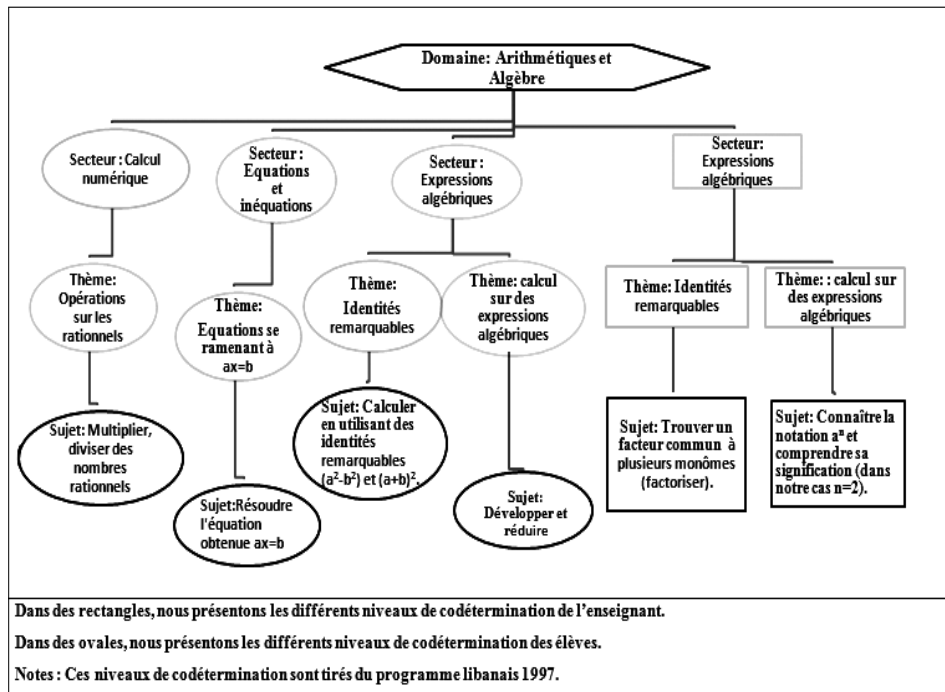 Domaine: Arithmétiques et
Algèbre
Secteur : Calcul
numérique
Secteur :
Equations
et
inéquations
Secteur :
Expressions
algébriques
Secteur:
Expressions
algébriques
Thème:
Opérations
sur les
rationnels
Thème:
Equations se
ramenant à
ax=b
Thème:
Identités
remarquables
Thème: calcul
sur des
expressions
algébriques
Thème: Identités
remarquables
Thème: : calcul sur
des expressions
algébriques
Sujet: Multiplier,
diviser des
nombres
rationnels
Sujet:Résoudre
l'équation
obtenue ax=b
Sujet: Calculer
en utilisant des
identités
remarquables
(a²-b²) et (a+b)².
Sujet:
Développer et
réduire
Sujet: Trouver un
facteur commun à
plusieurs monômes
(factoriser).
Sujet: Connaître la
notation aⁿ et
comprendre sa
signification (dans
notre cas n=2).
Dans des rectangles, nous présentons les différents niveaux de codétermination de l'enseignant.
Dans des ovales, nous présentons les différents niveaux de codétermination des élèves.
Notes : Ces niveaux de codétermination sont tirés du programme libanais 1997.